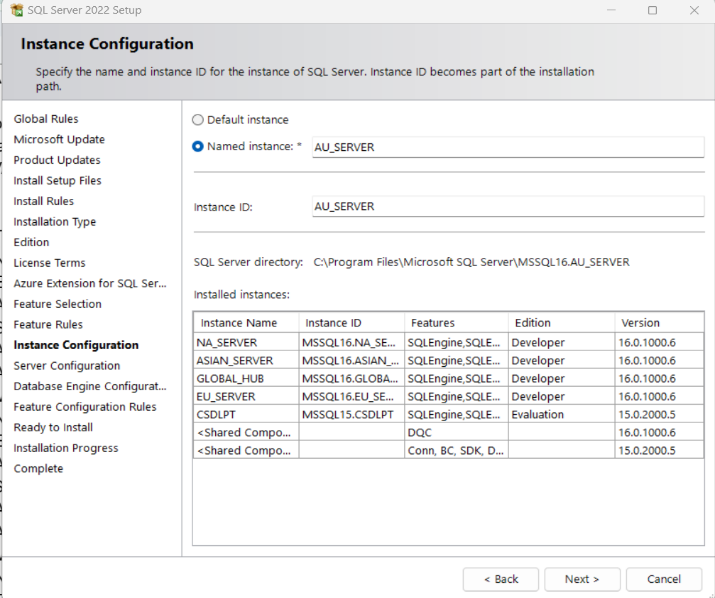 SQL Server 2022 Setup
Instance Configuration
Specify the name and instance ID for the instance of SQL Server. Instance ID becomes part of the installation
path.
Global Rules
Microsoft Update
Product Updates
Install Setup Files
Install Rules
Installation Type
Edition
License Terms
Azure Extension for SQL Ser...
Feature Selection
Feature Rules
Instance Configuration
Server Configuration
Database Engine Configurat...
Feature Configuration Rules
Ready to Install
Installation Progress
Complete
Default instance
Named instance: * AU_SERVER
Instance ID: AU_SERVER
SQL Server directory: C:\Program Files\Microsoft SQL Server\MSSQL16.AU_SERVER
Installed instances:
Instance Name Instance ID Features Edition Version
NA_SERVER MSSQL16.NA_SE... SQLEngine,SQLE... Developer 16.0.1000.6
ASIAN_SERVER MSSQL16.ASIAN_... SQLEngine,SQLE... Developer 16.0.1000.6
GLOBAL_HUB MSSQL16.GLOBA... SQLEngine,SQLE... Developer 16.0.1000.6
EU_SERVER MSSQL16.EU_SE... SQLEngine,SQLE... Developer 16.0.1000.6
CSDLPT MSSQL15.CSDLPT SQLEngine,SQLE... Evaluation 15.0.2000.5
<Shared Compo... DQC 16.0.1000.6
<Shared Compo... Conn, BC, SDK, D... 15.0.2000.5
< Back Next > Cancel